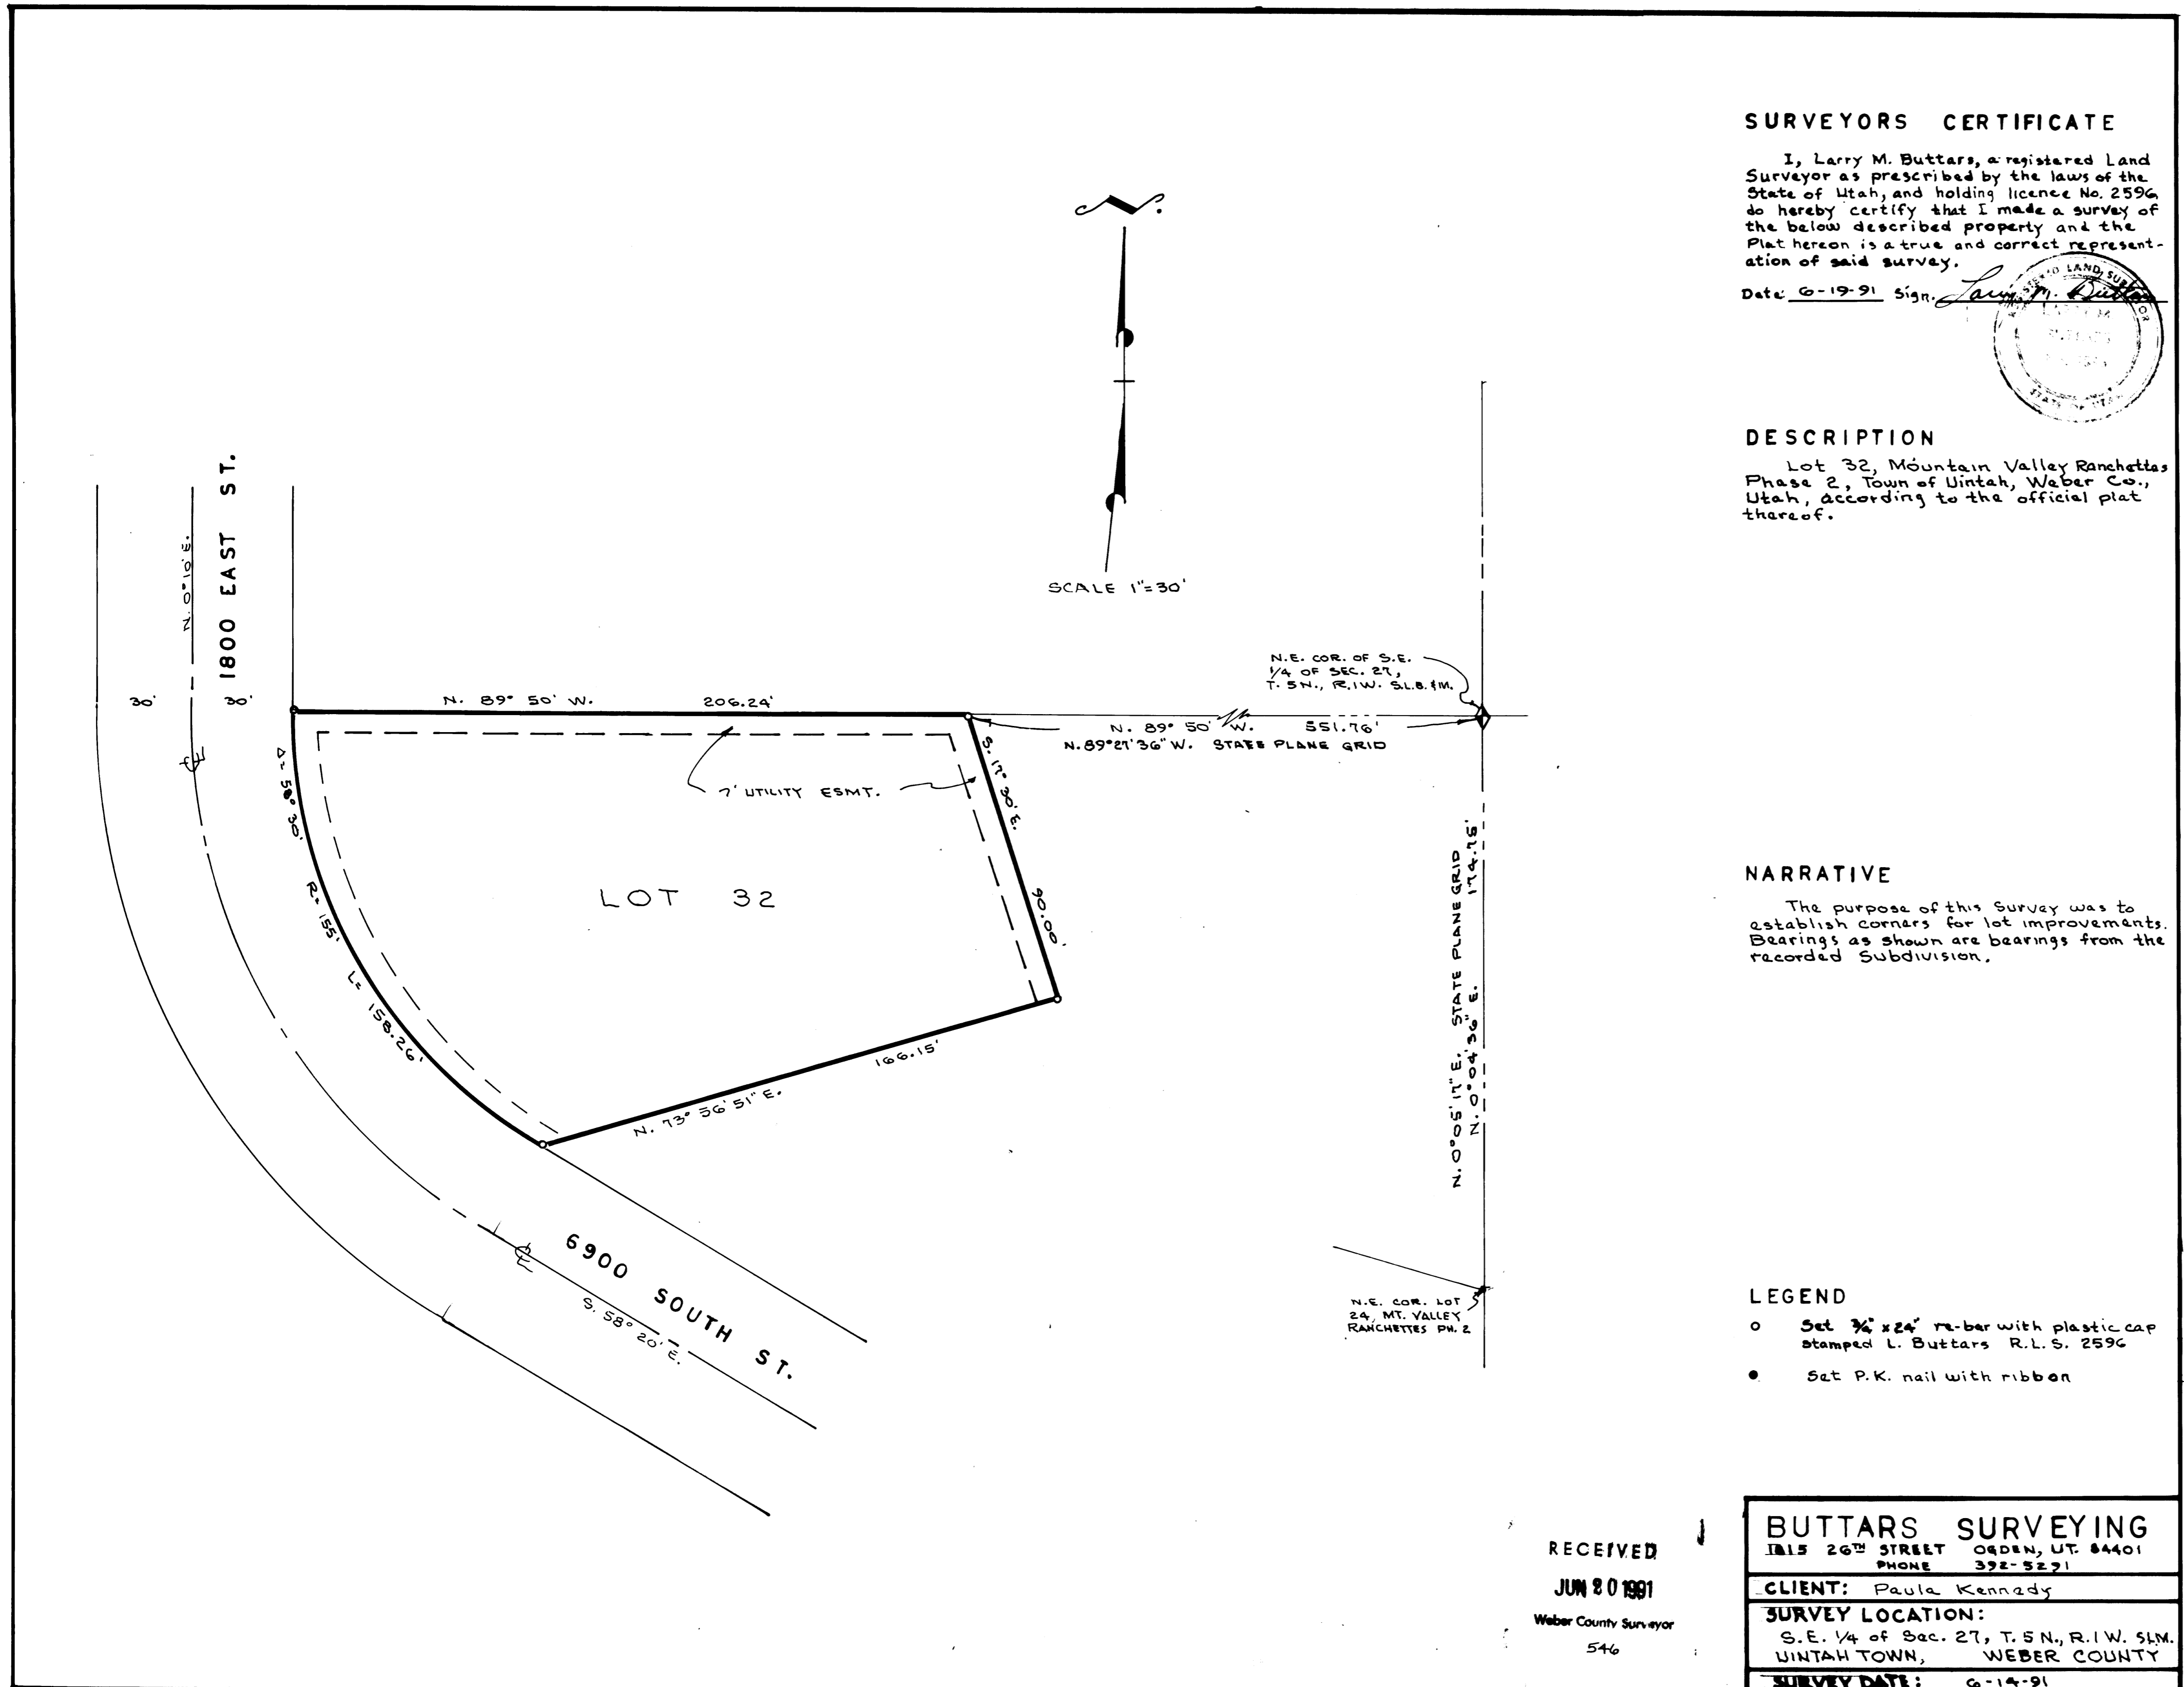 SURVEYORS CERTIFICATE
I, Larry M. Buttars, a registered Land
Surveyor as prescribed by the laws of the
State of Utah, and holding licence No. 2596
do hereby certify that I made a survey of
the below described property and the
Plat hereon is a true and correct represent-
ation of said survey.
Date: 6-19-91 Sign. Larry M. Buttars
LAND SURVEYOR
STATE OF UTAH
DESCRIPTION
Lot 32, Mountain Valley Ranchettes
Phase 2, Town of Uintah, Weber Co.,
Utah, according to the official plat
thereof.
NARRATIVE
The purpose of this Survey was to
establish corners for lot improvements.
Bearings as shown are bearings from the
recorded Subdivision.
LEGEND
Set 3/4" x 24" re-bar with plastic cap
stamped L. Buttars R.L.S. 2596
Set P.K. nail with ribbon
N.
SCALE 1"=30'
N. 0° 10' E.
1800 EAST ST.
30'
30'
N. 89° 50' W. 206.24'
N.E. COR. OF S.E.
1/4 OF SEC. 27,
T. 5N., R.1W. S.L.B.&M.
N. 89° 50' W. 551.76'
N. 89°27'36" W. STATE PLANE GRID
7' UTILITY ESMT.
S. 17° 30' E.
90.00'
Δ= 58° 30'
R= 155'
L= 158.26'
LOT 32
166.15'
N. 73° 56' 51" E.
N. 0° 05' 17" E. STATE PLANE GRID
N. 0° 04' 36" E. 174.75'
6900 SOUTH ST.
S. 58° 20' E.
N.E. COR. LOT
24, MT. VALLEY
RANCHETTES PH. 2
RECEIVED
JUN 20 1991
Weber County Surveyor
546
BUTTARS SURVEYING
26TH STREET OGDEN, UT. 84401
PHONE 392-5291
CLIENT: Paula Kennedy
SURVEY LOCATION:
S.E. 1/4 of Sec. 27, T. 5 N., R. 1 W. SLM.
UINTAH TOWN, WEBER COUNTY
SURVEY DATE: 6-14-91